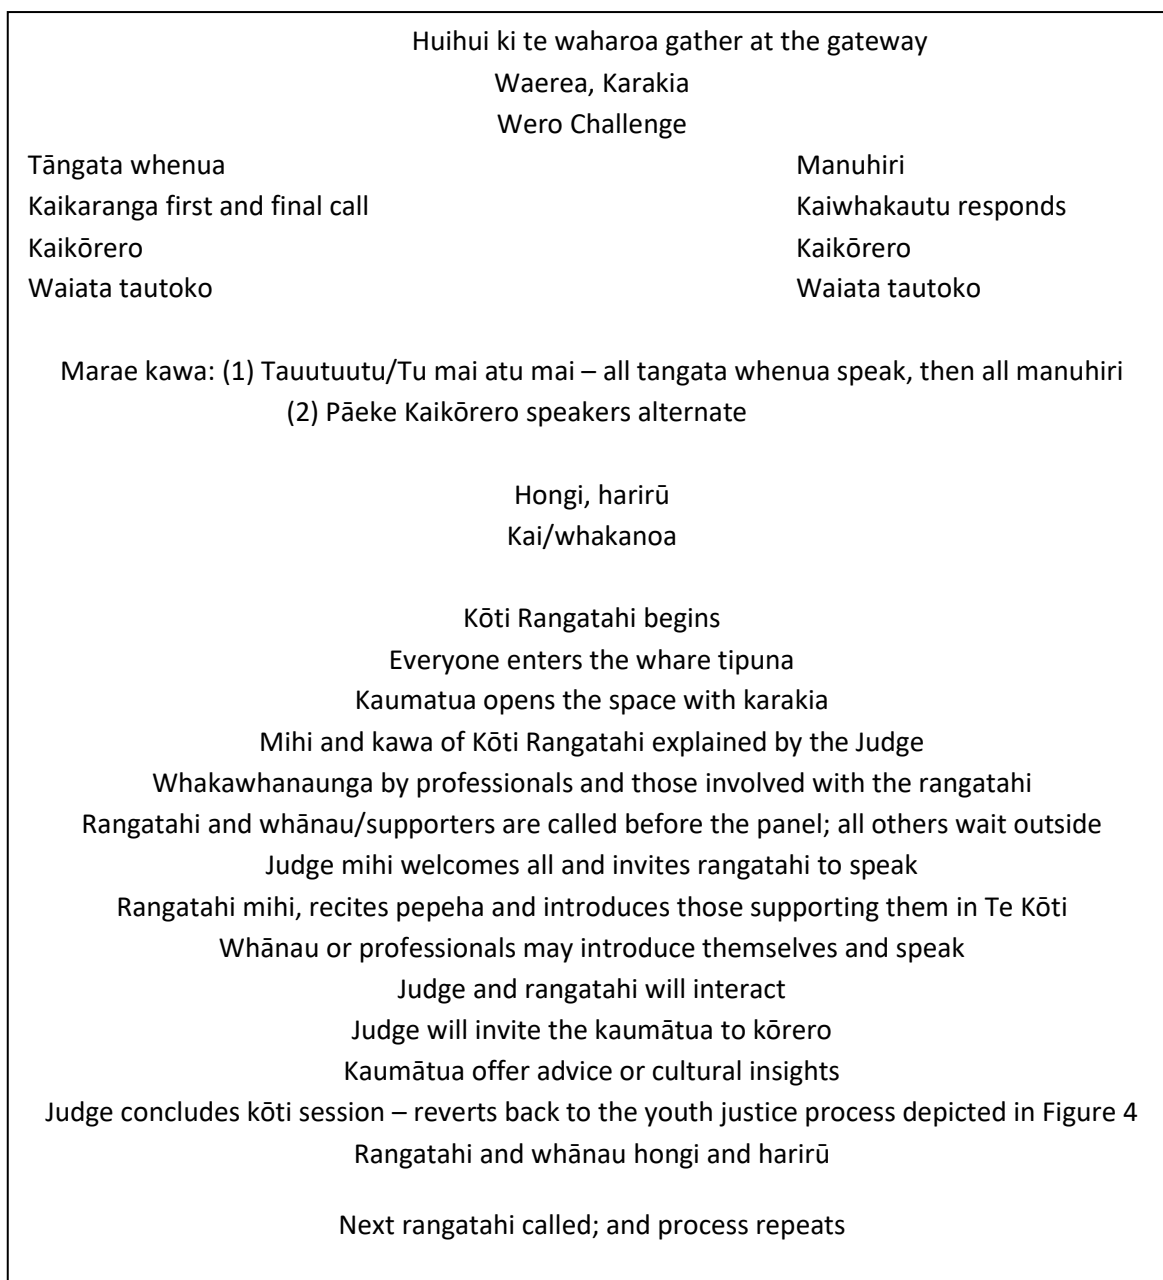 Huihui ki te waharoa gather at the gateway
Waerea, Karakia
Wero Challenge
Tāngata whenua Manuhiri
Kaikaranga first and final call Kaiwhakautu responds
Kaikōrero Kaikōrero
Waiata tautoko Waiata tautoko
Marae kawa: (1) Tauutuutu/Tu mai atu mai – all tangata whenua speak, then all manuhiri
(2) Pāeke Kaikōrero speakers alternate
Hongi, harirū
Kai/whakanoa
Kōti Rangatahi begins
Everyone enters the whare tipuna
Kaumatua opens the space with karakia
Mihi and kawa of Kōti Rangatahi explained by the Judge
Whakawhanaunga by professionals and those involved with the rangatahi
Rangatahi and whānau/supporters are called before the panel; all others wait outside
Judge mihi welcomes all and invites rangatahi to speak
Rangatahi mihi, recites pepeha and introduces those supporting them in Te Kōti
Whānau or professionals may introduce themselves and speak
Judge and rangatahi will interact
Judge will invite the kaumātua to kōrero
Kaumātua offer advice or cultural insights
Judge concludes kōti session – reverts back to the youth justice process depicted in Figure 4
Rangatahi and whānau hongi and harirū
Next rangatahi called; and process repeats